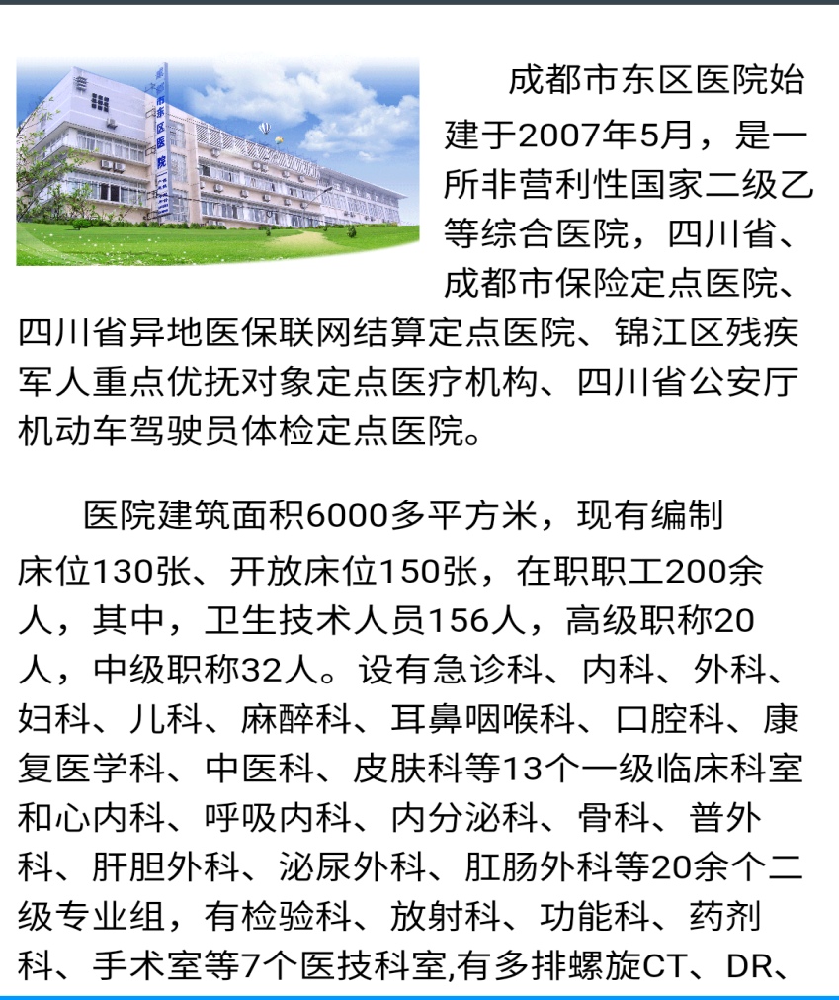 成都市东区医院
成都市东区医院始
建于2007年5月，是一
所非营利性国家二级乙
等综合医院，四川省、
成都市保险定点医院、
四川省异地医保联网结算定点医院、锦江区残疾
军人重点优抚对象定点医疗机构、四川省公安厅
机动车驾驶员体检定点医院。
医院建筑面积6000多平方米，现有编制
床位130张、开放床位150张，在职职工200余
人，其中，卫生技术人员156人，高级职称20
人，中级职称32人。设有急诊科、内科、外科、
妇科、儿科、麻醉科、耳鼻咽喉科、口腔科、康
复医学科、中医科、皮肤科等13个一级临床科室
和心内科、呼吸内科、内分泌科、骨科、普外
科、肝胆外科、泌尿外科、肛肠外科等20余个二
级专业组，有检验科、放射科、功能科、药剂
科、手术室等7个医技科室,有多排螺旋CT、DR、